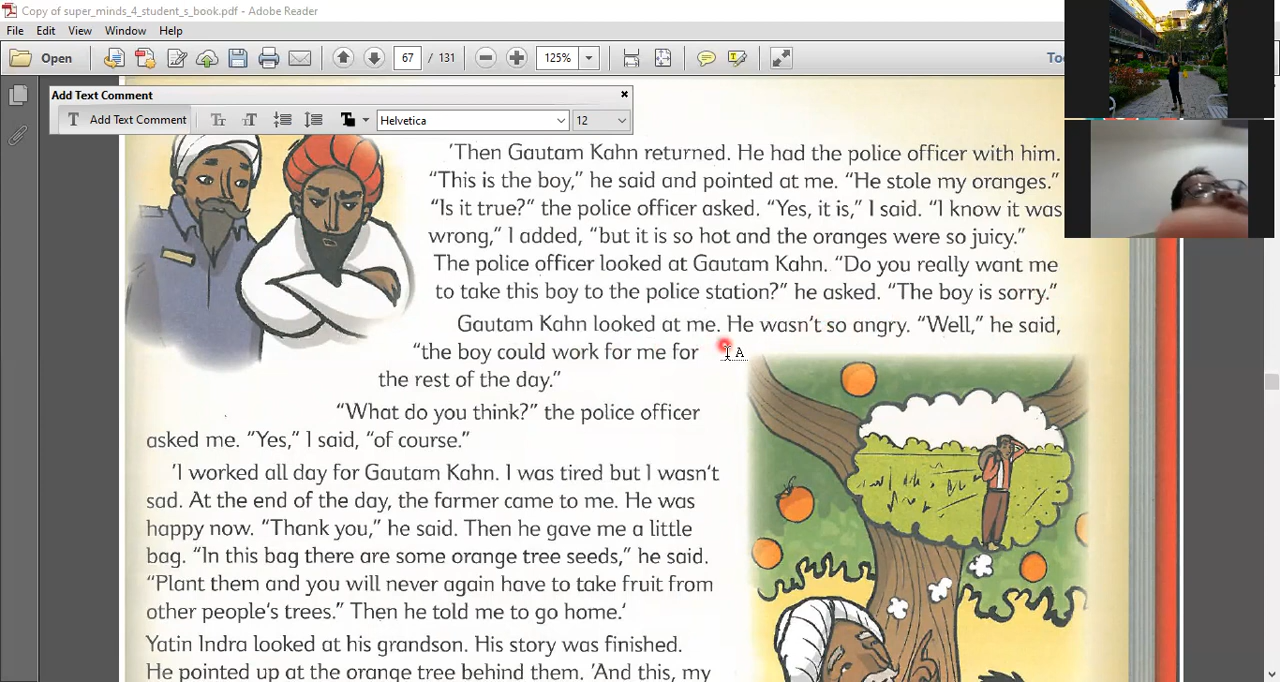 Copy of super_minds_4_student_s_book.pdf - Adobe Reader
File Edit View Window Help
Open 67 / 131 125%
Add Text Comment
T Add Text Comment Helvetica 12
'Then Gautam Kahn returned. He had the police officer with him.
“This is the boy,” he said and pointed at me. “He stole my oranges.”
“Is it true?” the police officer asked. “Yes, it is,” I said. “I know it was
wrong,” I added, “but it is so hot and the oranges were so juicy.”
The police officer looked at Gautam Kahn. “Do you really want me
to take this boy to the police station?” he asked. “The boy is sorry.”
Gautam Kahn looked at me. He wasn't so angry. “Well,” he said,
“the boy could work for me for
the rest of the day.”
“What do you think?” the police officer
asked me. “Yes,” I said, “of course.”
'I worked all day for Gautam Kahn. I was tired but I wasn't
sad. At the end of the day, the farmer came to me. He was
happy now. “Thank you,” he said. Then he gave me a little
bag. “In this bag there are some orange tree seeds,” he said.
“Plant them and you will never again have to take fruit from
other people's trees.” Then he told me to go home.'
Yatin Indra looked at his grandson. His story was finished.
He pointed up at the orange tree behind them. 'And this, my